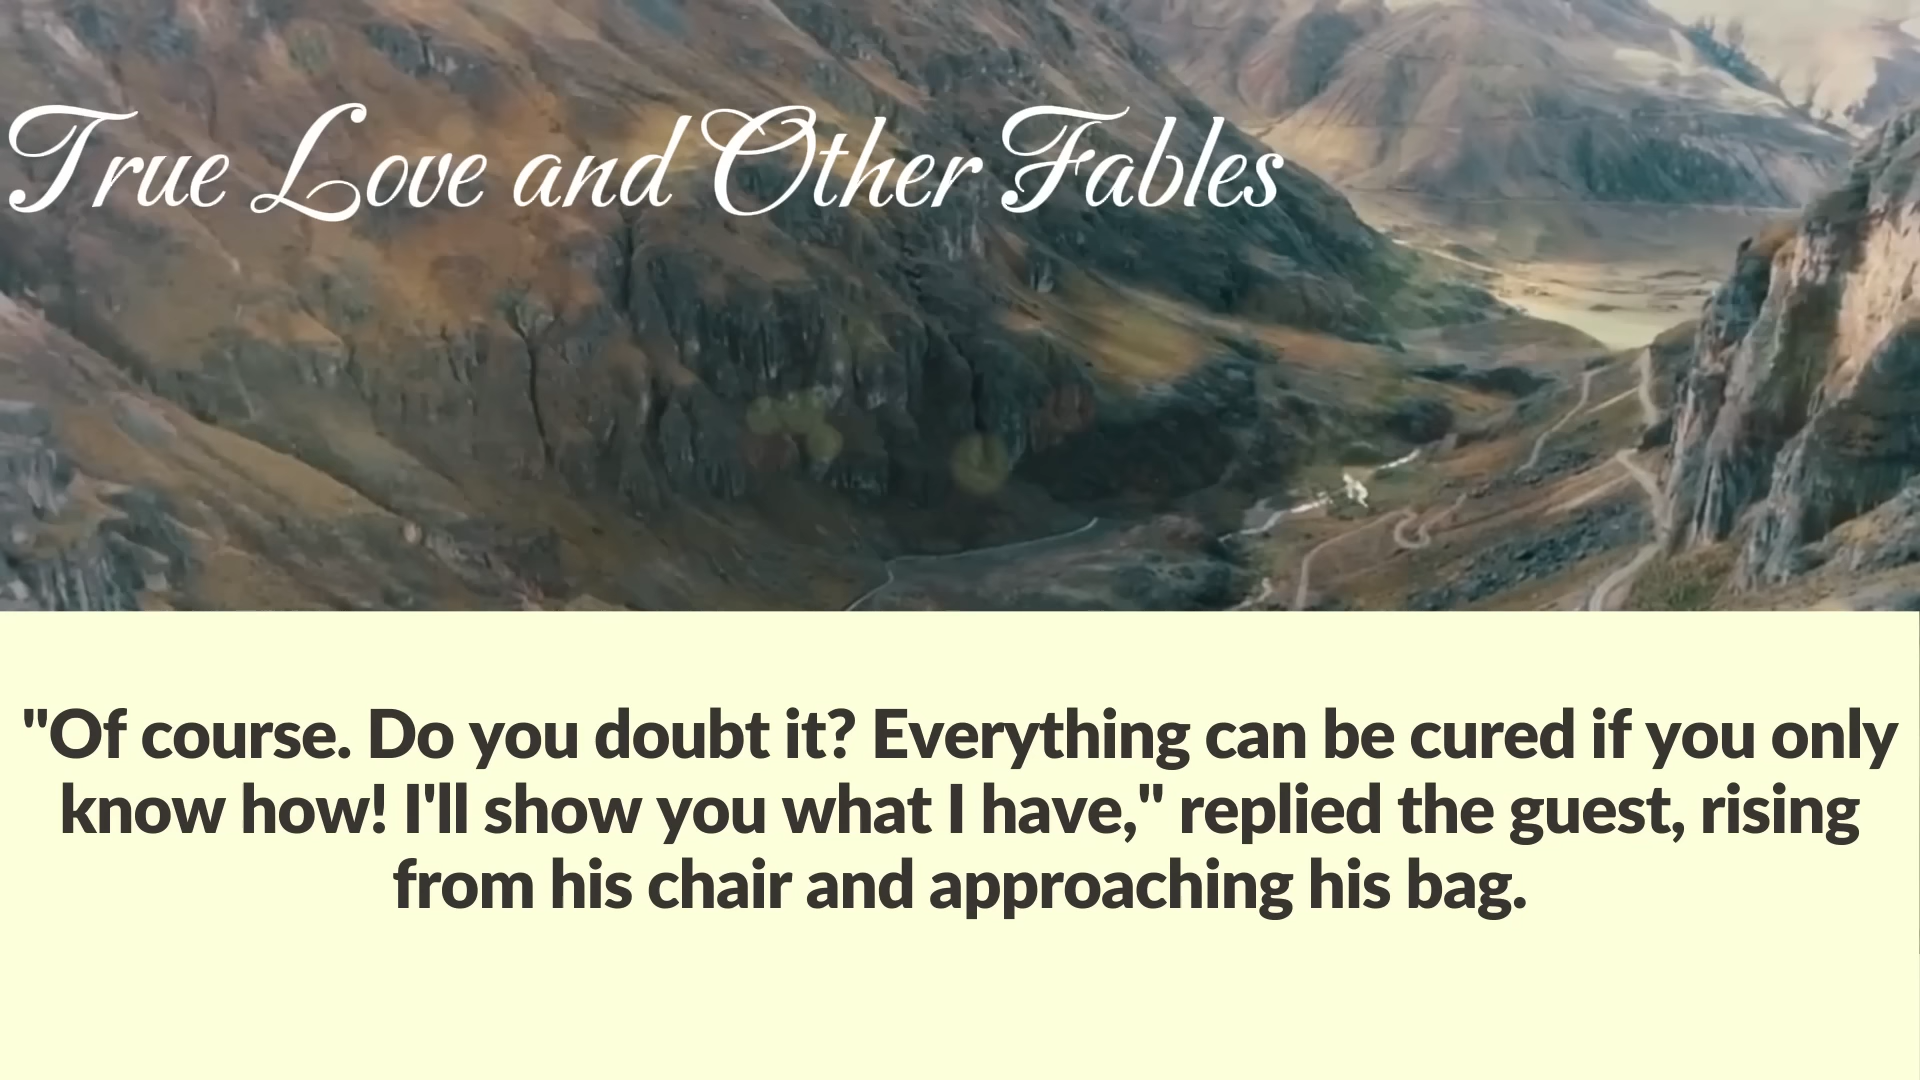 True Love and Other Fables
"Of course. Do you doubt it? Everything can be cured if you only
know how! I'll show you what I have," replied the guest, rising
from his chair and approaching his bag.